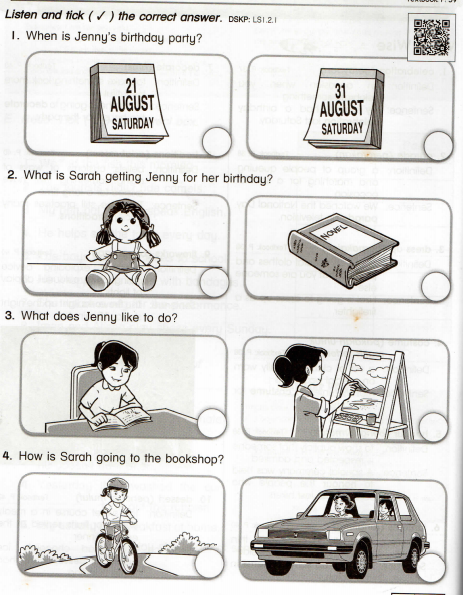 TEXTBOOK P. 59
Listen and tick ( ✓ ) the correct answer. DSKP: LS1.2.1
1. When is Jenny's birthday party?
21
AUGUST
SATURDAY
31
AUGUST
SATURDAY
2. What is Sarah getting Jenny for her birthday?
NOVEL
3. What does Jenny like to do?
4. How is Sarah going to the bookshop?